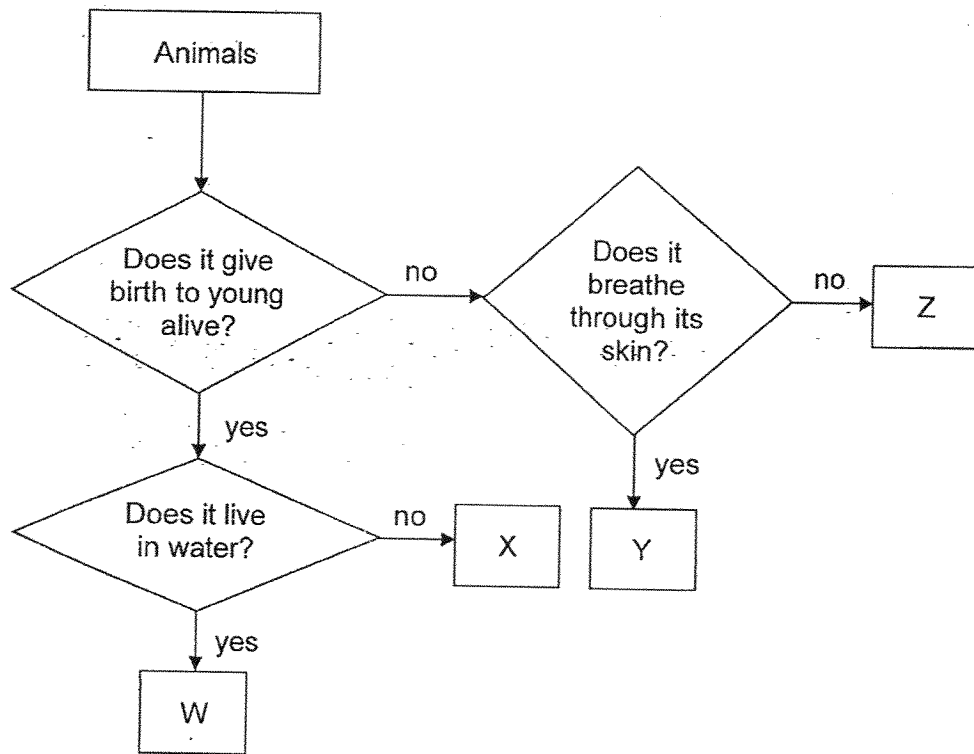 Animals
Does it give
birth to young
alive?
no
Does it
breathe
through its
skin?
no
Z
yes
yes
Does it live
in water?
no
X
Y
yes
W